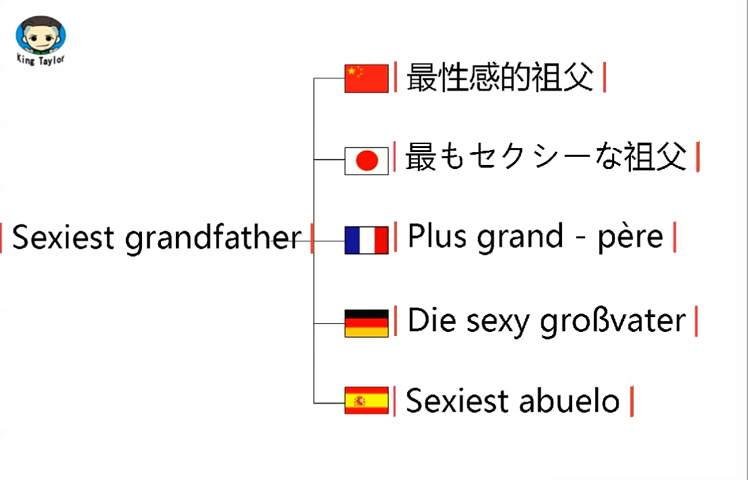 King Taylor
最性感的祖父
最もセクシーな祖父
Sexiest grandfather
Plus grand - père
Die sexy großvater
Sexiest abuelo